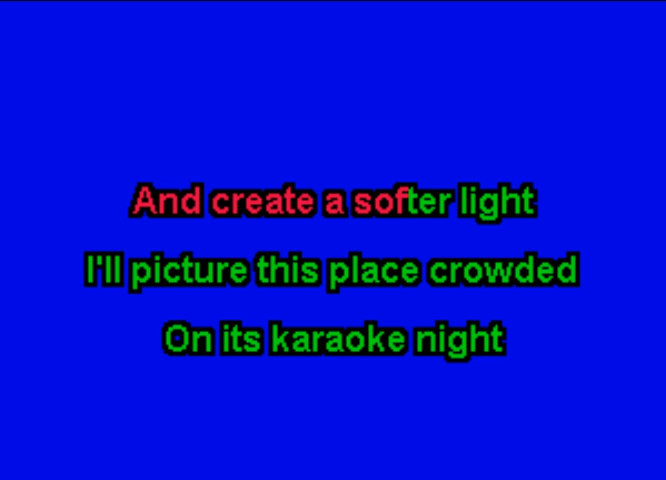 And create a softer light
I'll picture this place crowded
On its karaoke night